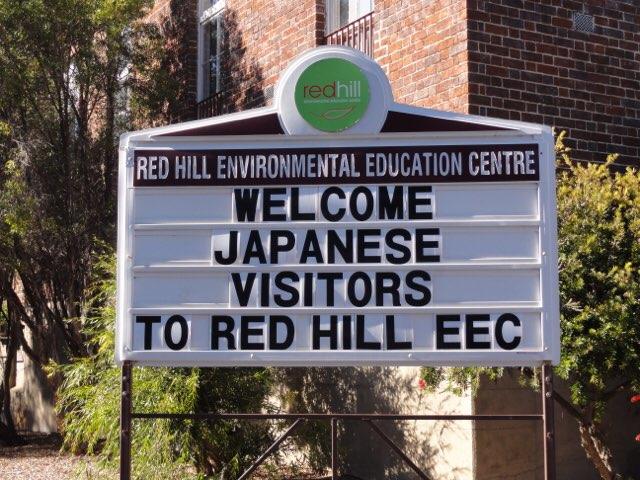 redhill
RED HILL ENVIRONMENTAL EDUCATION CENTRE
WELCOME
JAPANESE
VISITORS
TO RED HILL EEC